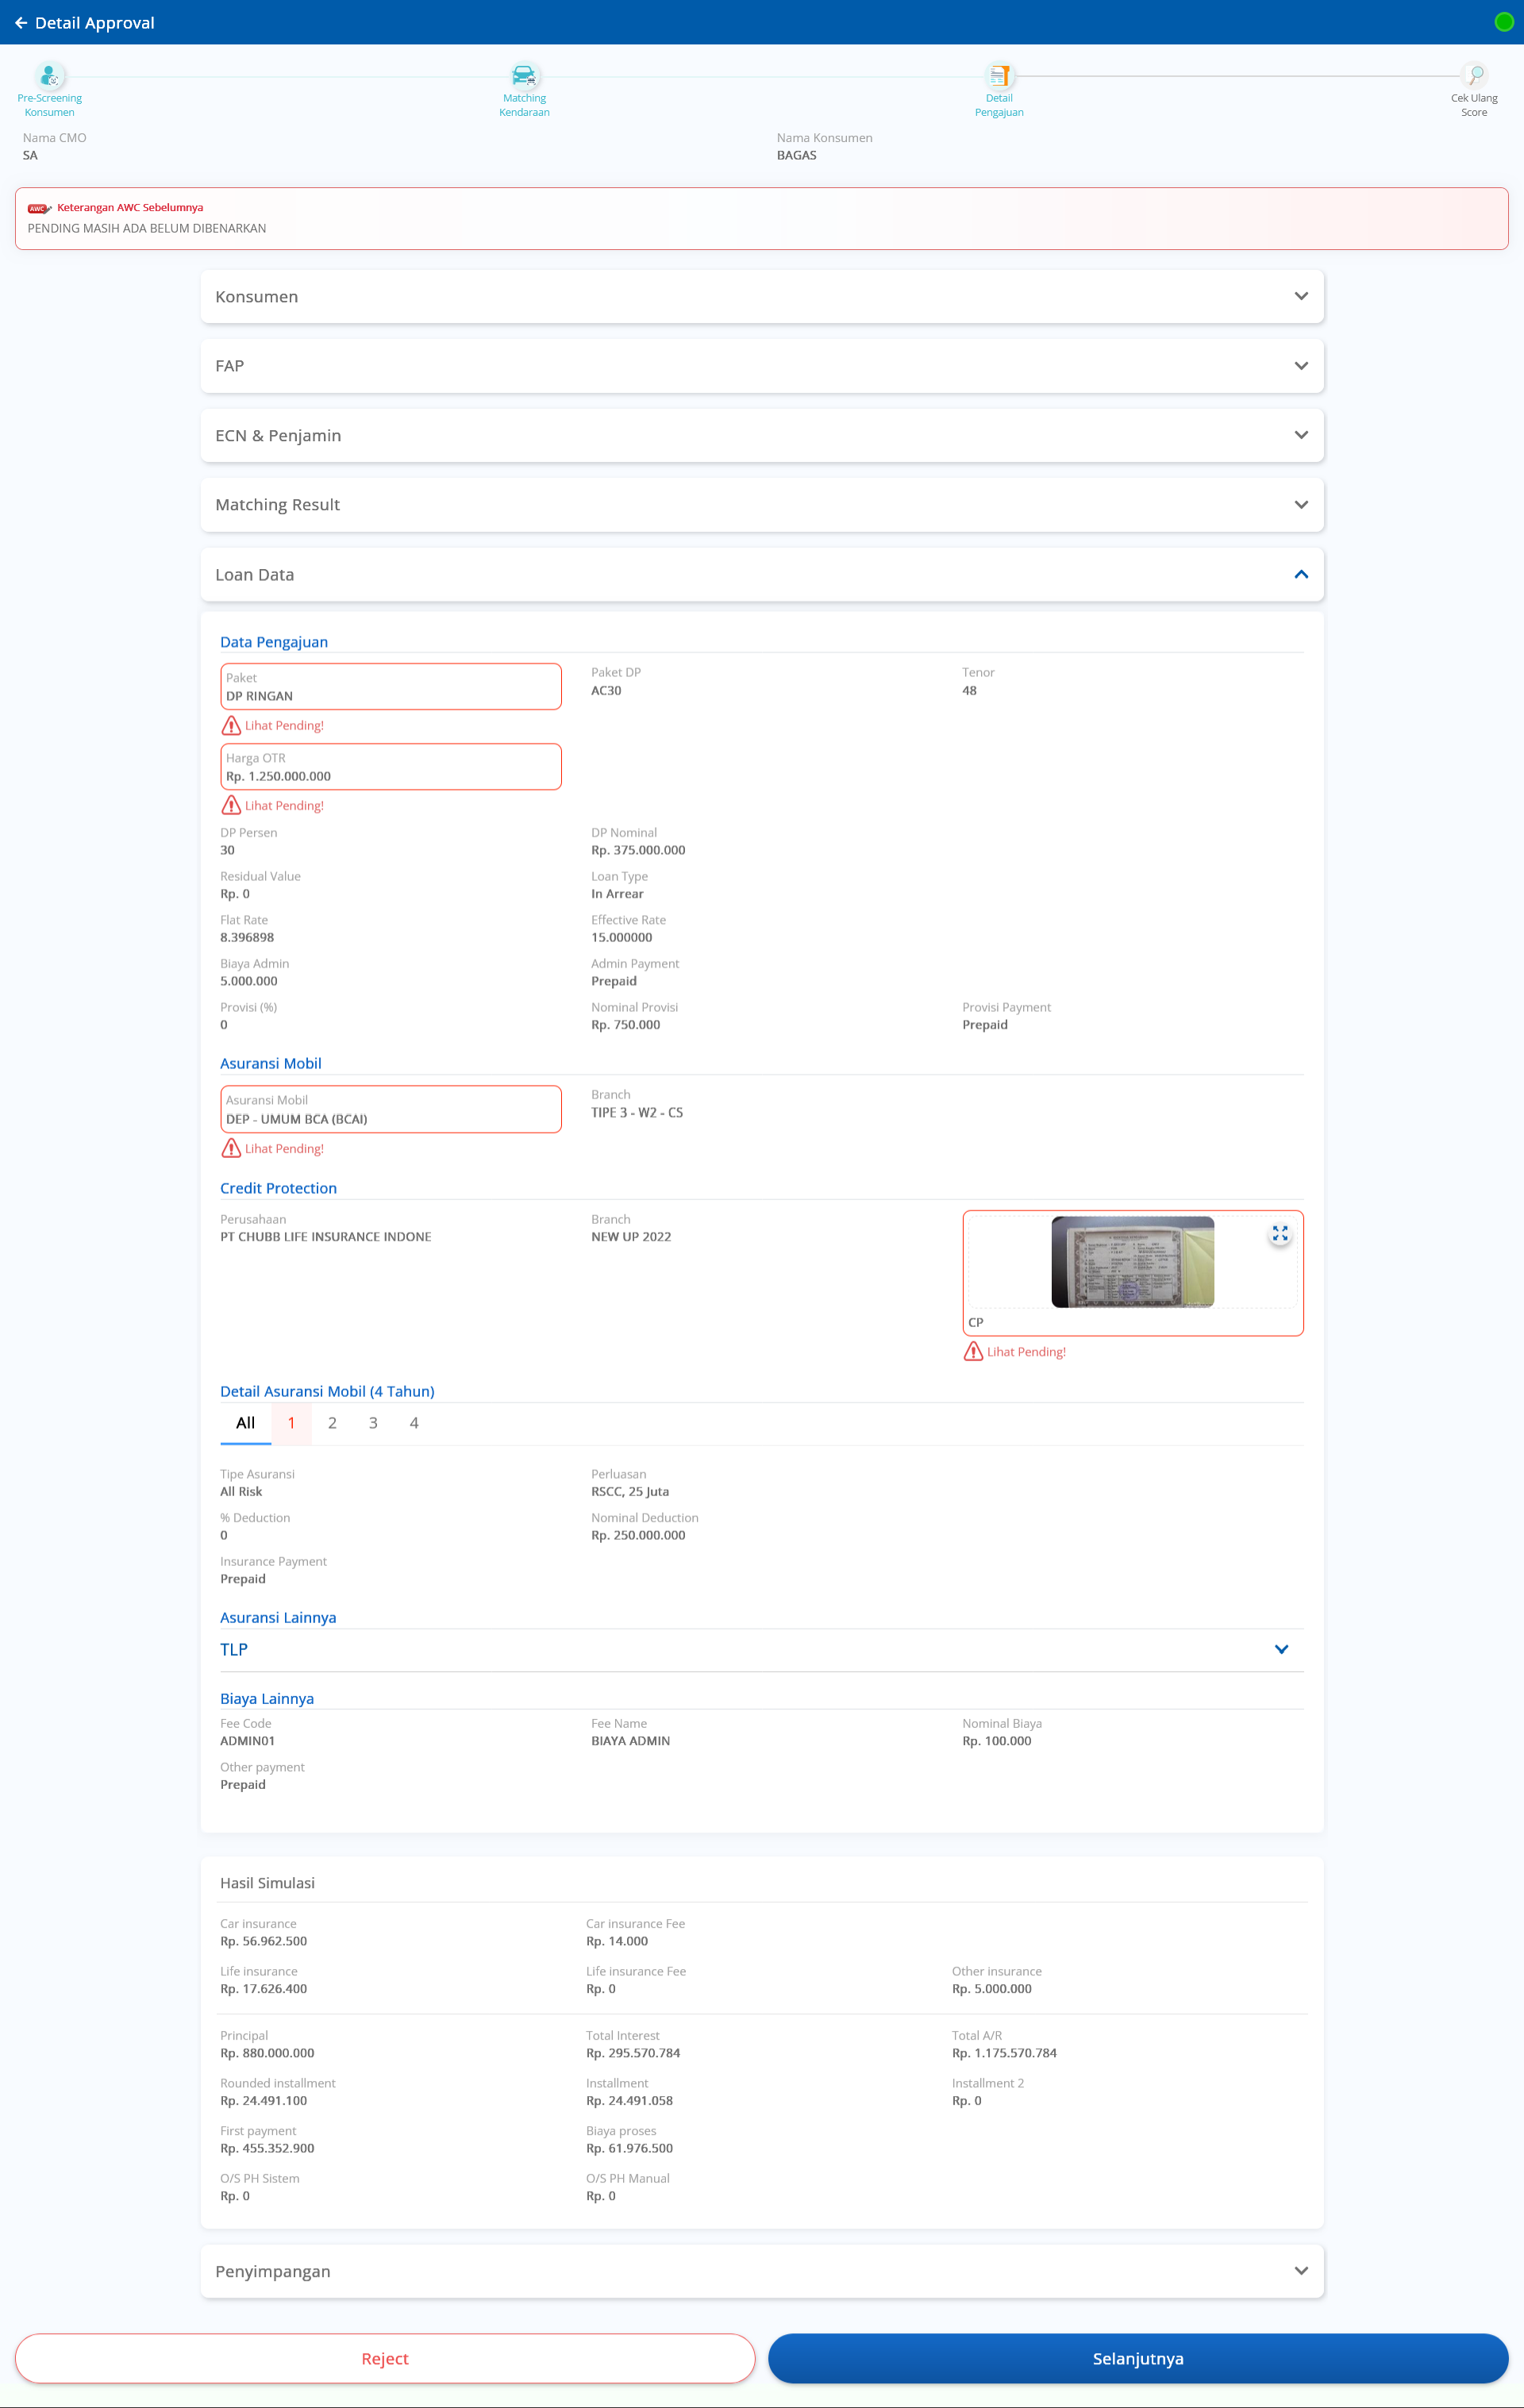 Detail Approval
Pre-Screening
Konsumen
Matching
Kendaraan
Detail
Pengajuan
Cek Ulang
Score
Nama CMO
SA
Nama Konsumen
BAGAS
AWC Keterangan AWC Sebelumnya
PENDING MASIH ADA BELUM DIBENARKAN
Konsumen
FAP
ECN & Penjamin
Matching Result
Loan Data
Data Pengajuan
Paket
DP RINGAN
Lihat Pending!
Paket DP
AC30
Tenor
48
Harga OTR
Rp. 1.250.000.000
Lihat Pending!
DP Persen
30
DP Nominal
Rp. 375.000.000
Residual Value
Rp. 0
Loan Type
In Arrear
Flat Rate
8.396898
Effective Rate
15.000000
Biaya Admin
5.000.000
Admin Payment
Prepaid
Provisi (%)
0
Nominal Provisi
Rp. 750.000
Provisi Payment
Prepaid
Asuransi Mobil
Asuransi Mobil
DEP - UMUM BCA (BCAI)
Lihat Pending!
Branch
TIPE 3 - W2 - CS
Credit Protection
Perusahaan
PT CHUBB LIFE INSURANCE INDONE
Branch
NEW UP 2022
CP
Lihat Pending!
Detail Asuransi Mobil (4 Tahun)
All 1 2 3 4
Tipe Asuransi
All Risk
Perluasan
RSCC, 25 Juta
% Deduction
0
Nominal Deduction
Rp. 250.000.000
Insurance Payment
Prepaid
Asuransi Lainnya
TLP
Biaya Lainnya
Fee Code
ADMIN01
Fee Name
BIAYA ADMIN
Nominal Biaya
Rp. 100.000
Other payment
Prepaid
Hasil Simulasi
Car insurance
Rp. 56.962.500
Car insurance Fee
Rp. 14.000
Life insurance
Rp. 17.626.400
Life insurance Fee
Rp. 0
Other insurance
Rp. 5.000.000
Principal
Rp. 880.000.000
Total Interest
Rp. 295.570.784
Total A/R
Rp. 1.175.570.784
Rounded installment
Rp. 24.491.100
Installment
Rp. 24.491.058
Installment 2
Rp. 0
First payment
Rp. 455.352.900
Biaya proses
Rp. 61.976.500
O/S PH Sistem
Rp. 0
O/S PH Manual
Rp. 0
Penyimpangan
Reject
Selanjutnya